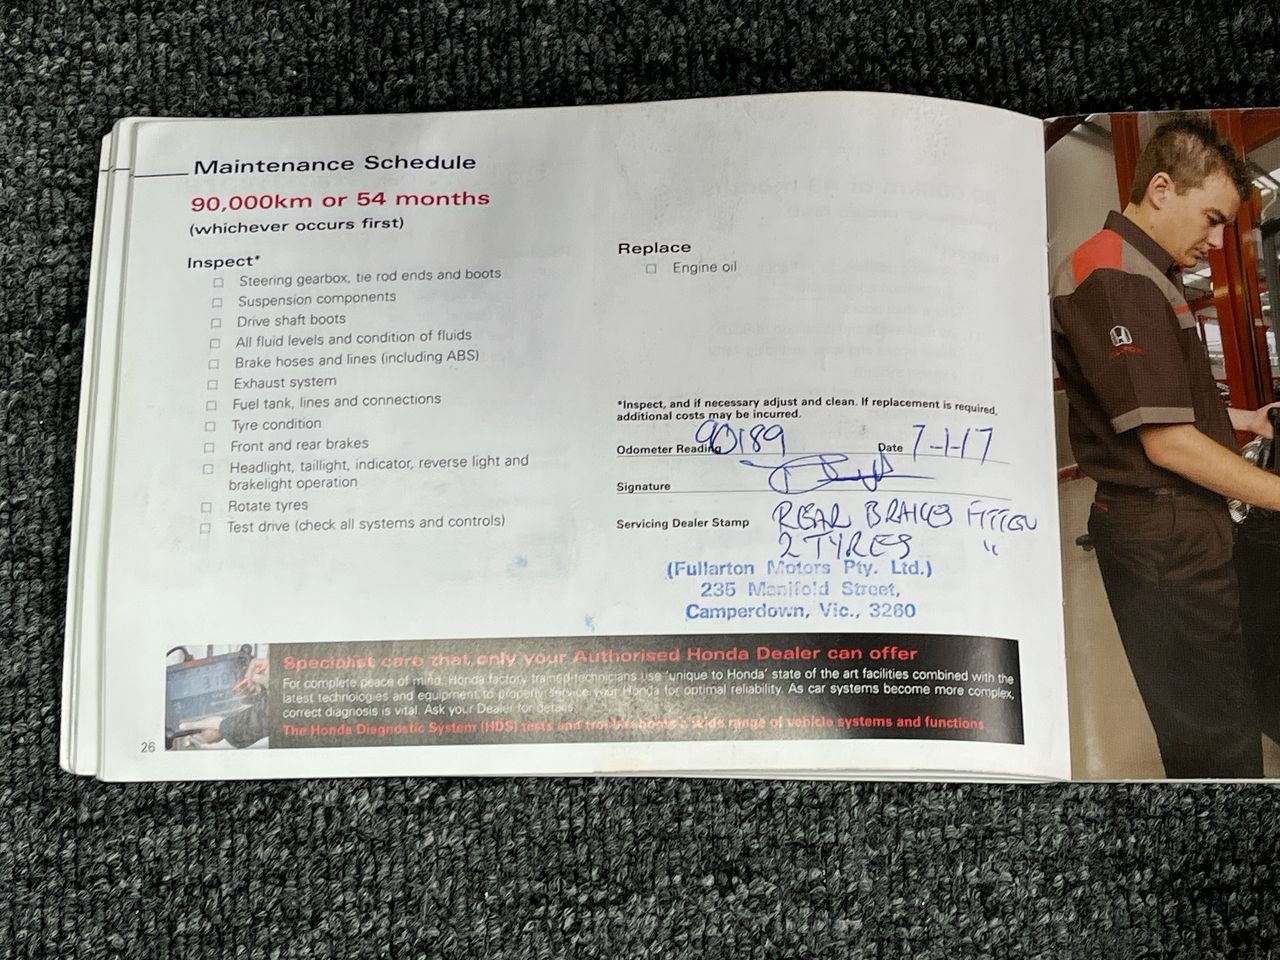 Maintenance Schedule
90,000km or 54 months
(whichever occurs first)
Inspect*
Steering gearbox, tie rod ends and boots
Suspension components
Drive shaft boots
All fluid levels and condition of fluids
Brake hoses and lines (including ABS)
Exhaust system
Fuel tank, lines and connections
Tyre condition
Front and rear brakes
Headlight, taillight, indicator, reverse light and
brakelight operation
Rotate tyres
Test drive (check all systems and controls)
Replace
Engine oil
*Inspect, and if necessary adjust and clean. If replacement is required,
additional costs may be incurred.
Odometer Reading 90189 Date 7-1-17
Signature
Servicing Dealer Stamp REAR BRAKES FITTED
2 TYRES "
(Fullarton Motors Pty. Ltd.)
235 Manifold Street,
Camperdown, Vic., 3260
Specialist care that only your Authorised Honda Dealer can offer
For complete peace of mind, Honda factory trained technicians use 'unique to Honda' state of the art facilities combined with the
latest technologies and equipment to properly service your Honda for optimal reliability. As car systems become more complex,
correct diagnosis is vital. Ask your Dealer for details.
The Honda Diagnostic System (HDS) tests and troubleshoots a wide range of vehicle systems and functions
26